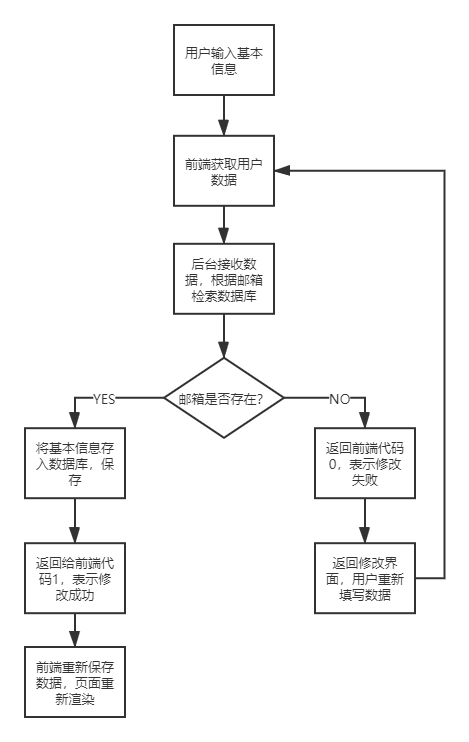 用户输入基本
信息
前端获取用户
数据
后台接收数
据，根据邮箱
检索数据库
邮箱是否存在?
YES
NO
将基本信息存
入数据库，保
存
返回前端代码
0，表示修改
失败
返回给前端代
码1，表示修
改成功
返回修改界
面，用户重新
填写数据
前端重新保存
数据，页面重
新渲染